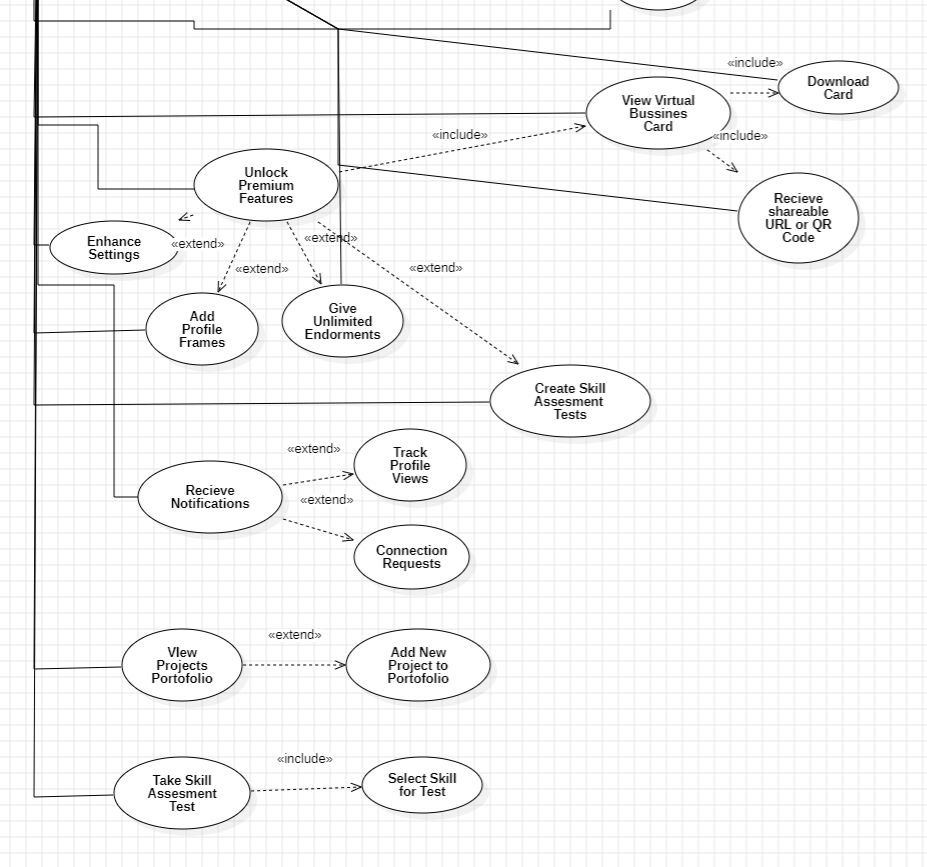 «include»
Download
Card
View Virtual
Bussines
Card
«include»
«include»
Unlock
Premium
Features
Recieve
shareable
URL or QR
Code
Enhance
Settings
«extend»
«extend»
«extend»
«extend»
Add
Profile
Frames
Give
Unlimited
Endorments
Create Skill
Assesment
Tests
«extend»
Track
Profile
Views
Recieve
Notifications
«extend»
Connection
Requests
«extend»
VIew
Projects
Portofolio
Add New
Project to
Portofolio
«include»
Take Skill
Assesment
Test
Select Skill
for Test